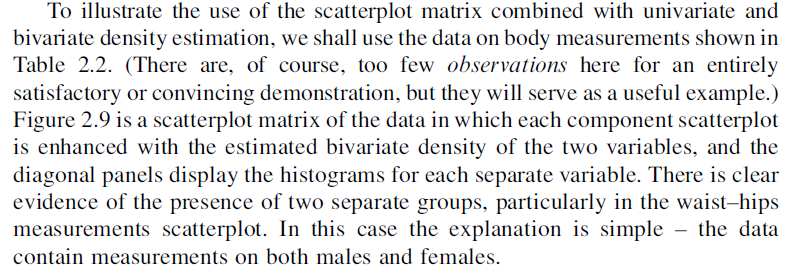 To illustrate the use of the scatterplot matrix combined with univariate and
bivariate density estimation, we shall use the data on body measurements shown in
Table 2.2. (There are, of course, too few observations here for an entirely
satisfactory or convincing demonstration, but they will serve as a useful example.)
Figure 2.9 is a scatterplot matrix of the data in which each component scatterplot
is enhanced with the estimated bivariate density of the two variables, and the
diagonal panels display the histograms for each separate variable. There is clear
evidence of the presence of two separate groups, particularly in the waist–hips
measurements scatterplot. In this case the explanation is simple – the data
contain measurements on both males and females.